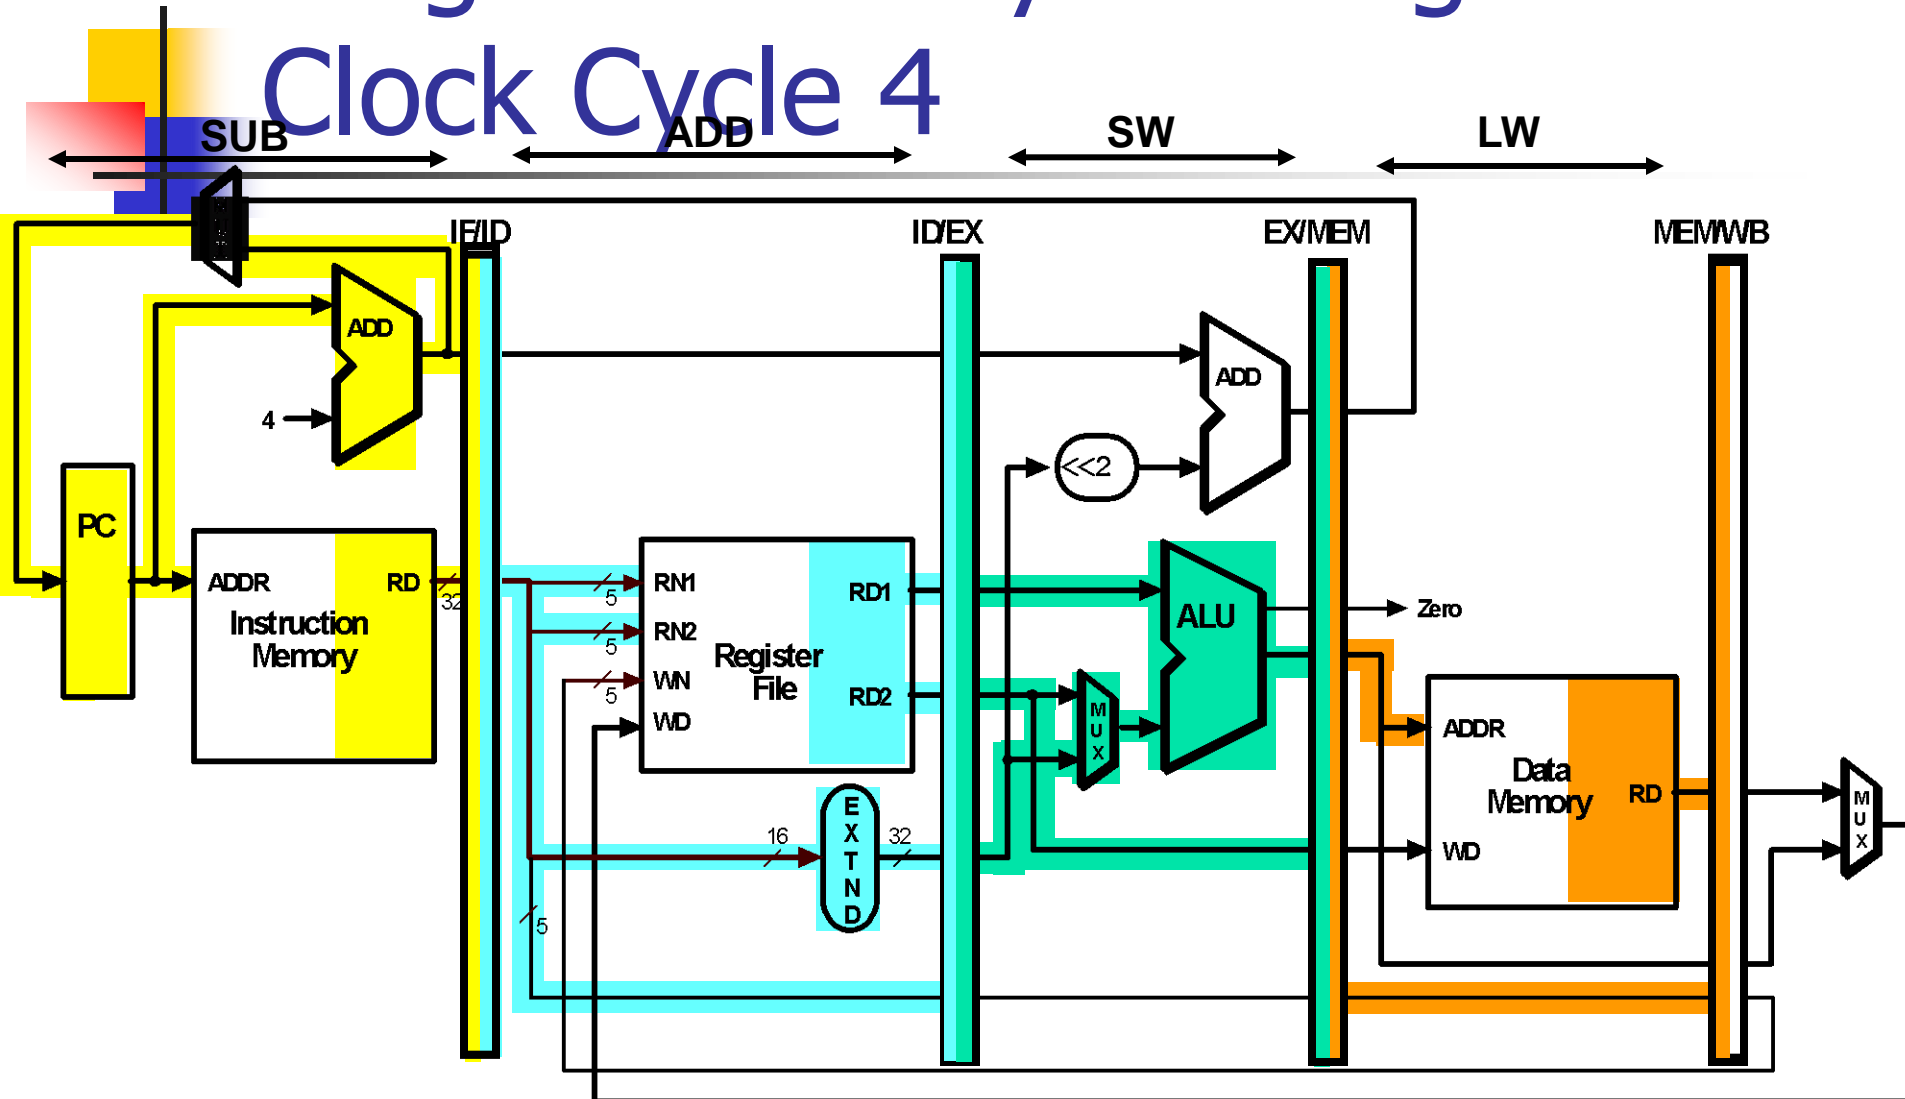 Clock Cycle 4
SUB
ADD
SW
LW
IF/ID
ID/EX
EX/MEM
MEM/WB
ADD
4
ADD
<<2
PC
ADDR
RD
32
Instruction
Memory
5
RN1
5
RN2
5
WN
WD
RD1
RD2
Register
File
16
E
X
T
N
D
32
5
M
U
X
ALU
Zero
ADDR
Data
Memory
RD
WD
M
U
X